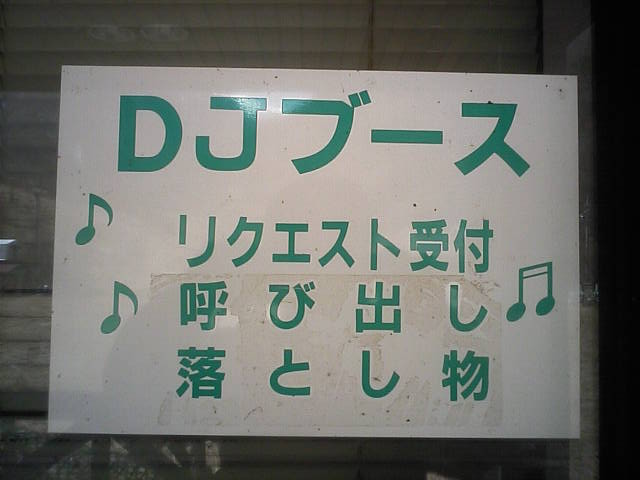 DJブース
リクエスト受付
呼び出し
落とし物